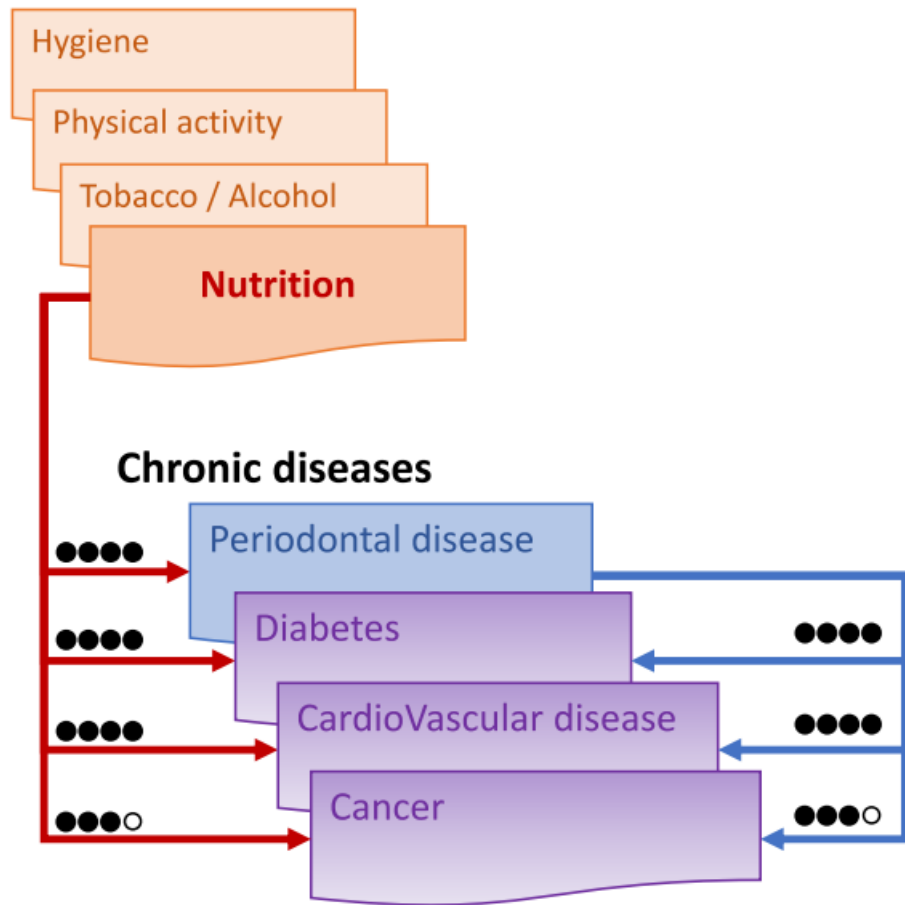 Hygiene
Physical activity
Tobacco / Alcohol
Nutrition
Chronic diseases
Periodontal disease
Diabetes
CardioVascular disease
Cancer